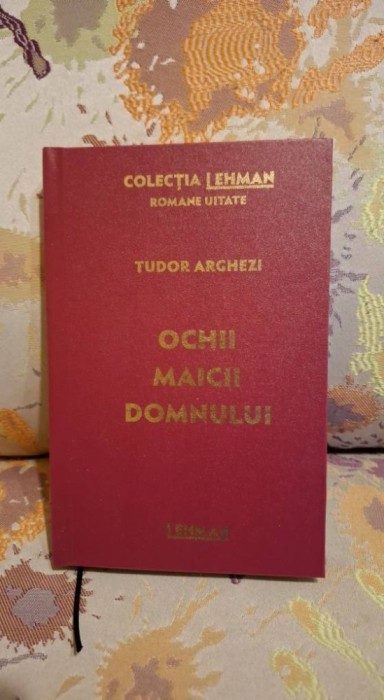 COLECȚIA LEHMAN
ROMANE UITATE
TUDOR ARGHEZI
OCHII
MAICII
DOMNULUI
LEHMAN